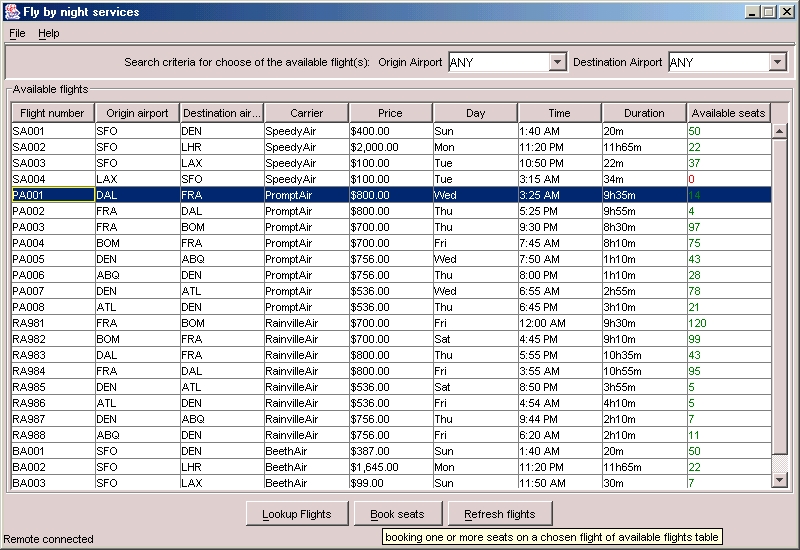 Fly by night services
File Help
Search criteria for choose of the available flight(s): Origin Airport ANY Destination Airport ANY
Available flights
Flight number Origin airport Destination air... Carrier Price Day Time Duration Available seats
SA001 SFO DEN SpeedyAir $400.00 Sun 1:40 AM 20m 50
SA002 SFO LHR SpeedyAir $2,000.00 Mon 11:20 PM 11h65m 22
SA003 SFO LAX SpeedyAir $100.00 Tue 10:50 PM 22m 37
SA004 LAX SFO SpeedyAir $100.00 Tue 3:15 AM 34m 0
PA001 DAL FRA PromptAir $800.00 Wed 3:25 AM 9h35m 14
PA002 FRA DAL PromptAir $800.00 Thu 5:25 PM 9h55m 4
PA003 FRA BOM PromptAir $700.00 Thu 9:30 PM 8h30m 97
PA004 BOM FRA PromptAir $700.00 Fri 7:45 AM 8h10m 75
PA005 DEN ABQ PromptAir $756.00 Wed 7:50 AM 1h10m 43
PA006 ABQ DEN PromptAir $756.00 Thu 8:00 PM 1h10m 28
PA007 DEN ATL PromptAir $536.00 Wed 6:55 AM 2h55m 78
PA008 ATL DEN PromptAir $536.00 Thu 6:45 PM 3h10m 21
RA981 FRA BOM RainvilleAir $700.00 Fri 12:00 AM 9h30m 120
RA982 BOM FRA RainvilleAir $700.00 Sat 4:45 PM 9h10m 99
RA983 DAL FRA RainvilleAir $800.00 Thu 5:55 PM 10h35m 43
RA984 FRA DAL RainvilleAir $800.00 Fri 3:55 AM 10h55m 95
RA985 DEN ATL RainvilleAir $536.00 Sat 8:50 PM 3h55m 5
RA986 ATL DEN RainvilleAir $536.00 Fri 4:54 AM 4h10m 5
RA987 DEN ABQ RainvilleAir $756.00 Thu 9:44 PM 2h10m 7
RA988 ABQ DEN RainvilleAir $756.00 Fri 6:20 AM 2h10m 11
BA001 SFO DEN BeethAir $387.00 Sun 1:40 AM 20m 50
BA002 SFO LHR BeethAir $1,645.00 Mon 11:20 PM 11h65m 22
BA003 SFO LAX BeethAir $99.00 Sun 11:50 AM 30m 7
Lookup Flights Book seats Refresh flights
Remote connected booking one or more seats on a chosen flight of available flights table